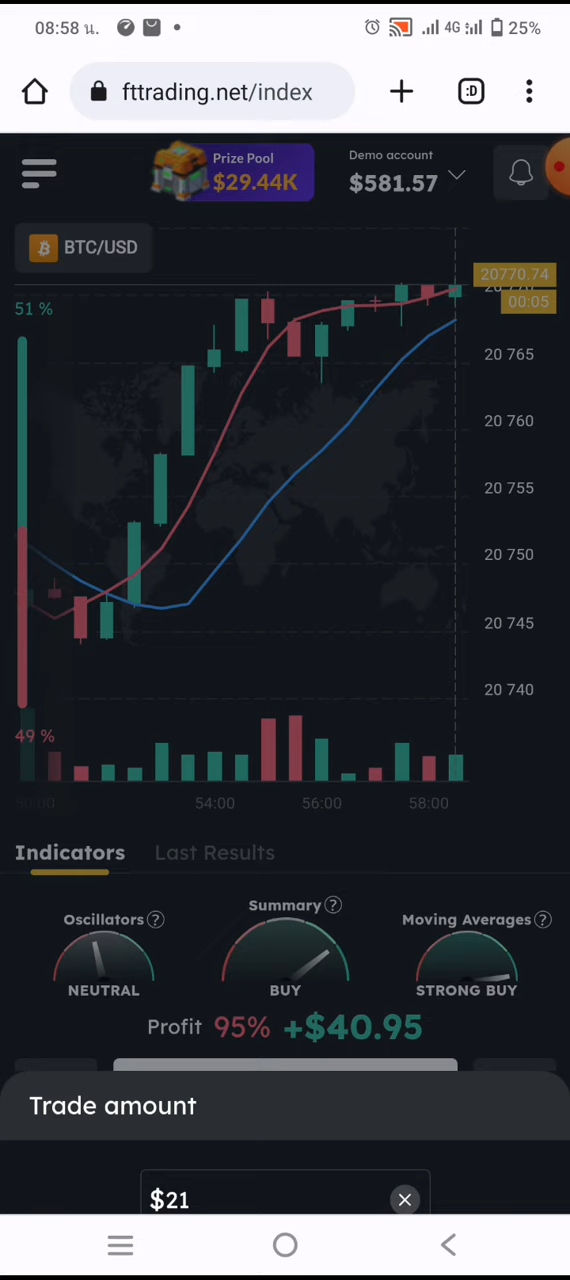 08:58 น.
4G
25%
:D
fttrading.net/index
Prize Pool
$29.44K
Demo account
$581.57
BTC/USD
20770.74
00:05
51 %
20 765
20 760
20 755
20 750
20 745
20 740
49 %
54:00
56:00
58:00
Indicators
Last Results
Oscillators ?
Summary ?
Moving Averages ?
NEUTRAL
BUY
STRONG BUY
Profit 95% +$40.95
Trade amount
$21